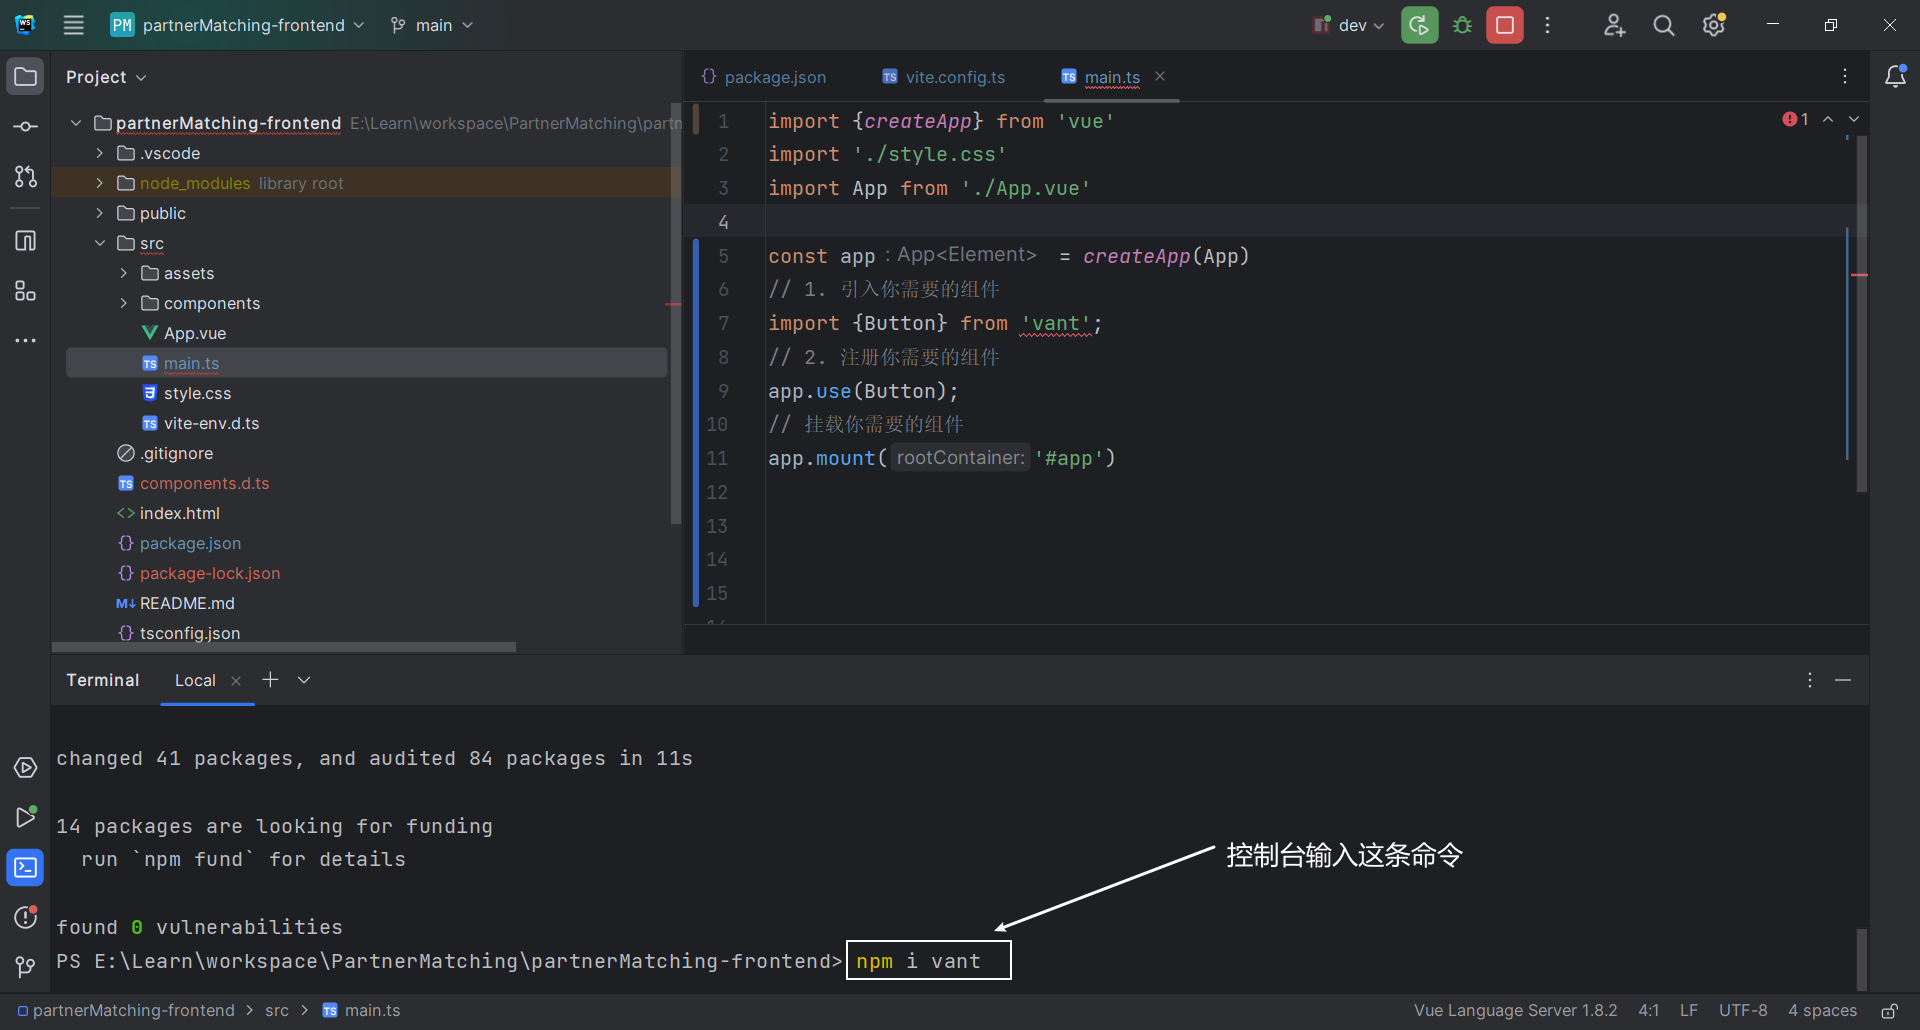 PM partnerMatching-frontend main dev
Project
package.json vite.config.ts main.ts
partnerMatching-frontend E:\Learn\workspace\PartnerMatching\partn
.vscode
node_modules library root
public
src
assets
components
App.vue
main.ts
style.css
vite-env.d.ts
.gitignore
components.d.ts
index.html
package.json
package-lock.json
README.md
tsconfig.json
1
1 import {createApp} from 'vue'
2 import './style.css'
3 import App from './App.vue'
4
5 const app : App<Element> = createApp(App)
6 // 1. 引入你需要的组件
7 import {Button} from 'vant';
8 // 2. 注册你需要的组件
9 app.use(Button);
10 // 挂载你需要的组件
11 app.mount( rootContainer: '#app')
12
13
14
15
Terminal Local
changed 41 packages, and audited 84 packages in 11s
14 packages are looking for funding
run `npm fund` for details
控制台输入这条命令
found 0 vulnerabilities
PS E:\Learn\workspace\PartnerMatching\partnerMatching-frontend> npm i vant
partnerMatching-frontend > src > main.ts Vue Language Server 1.8.2 4:1 LF UTF-8 4 spaces